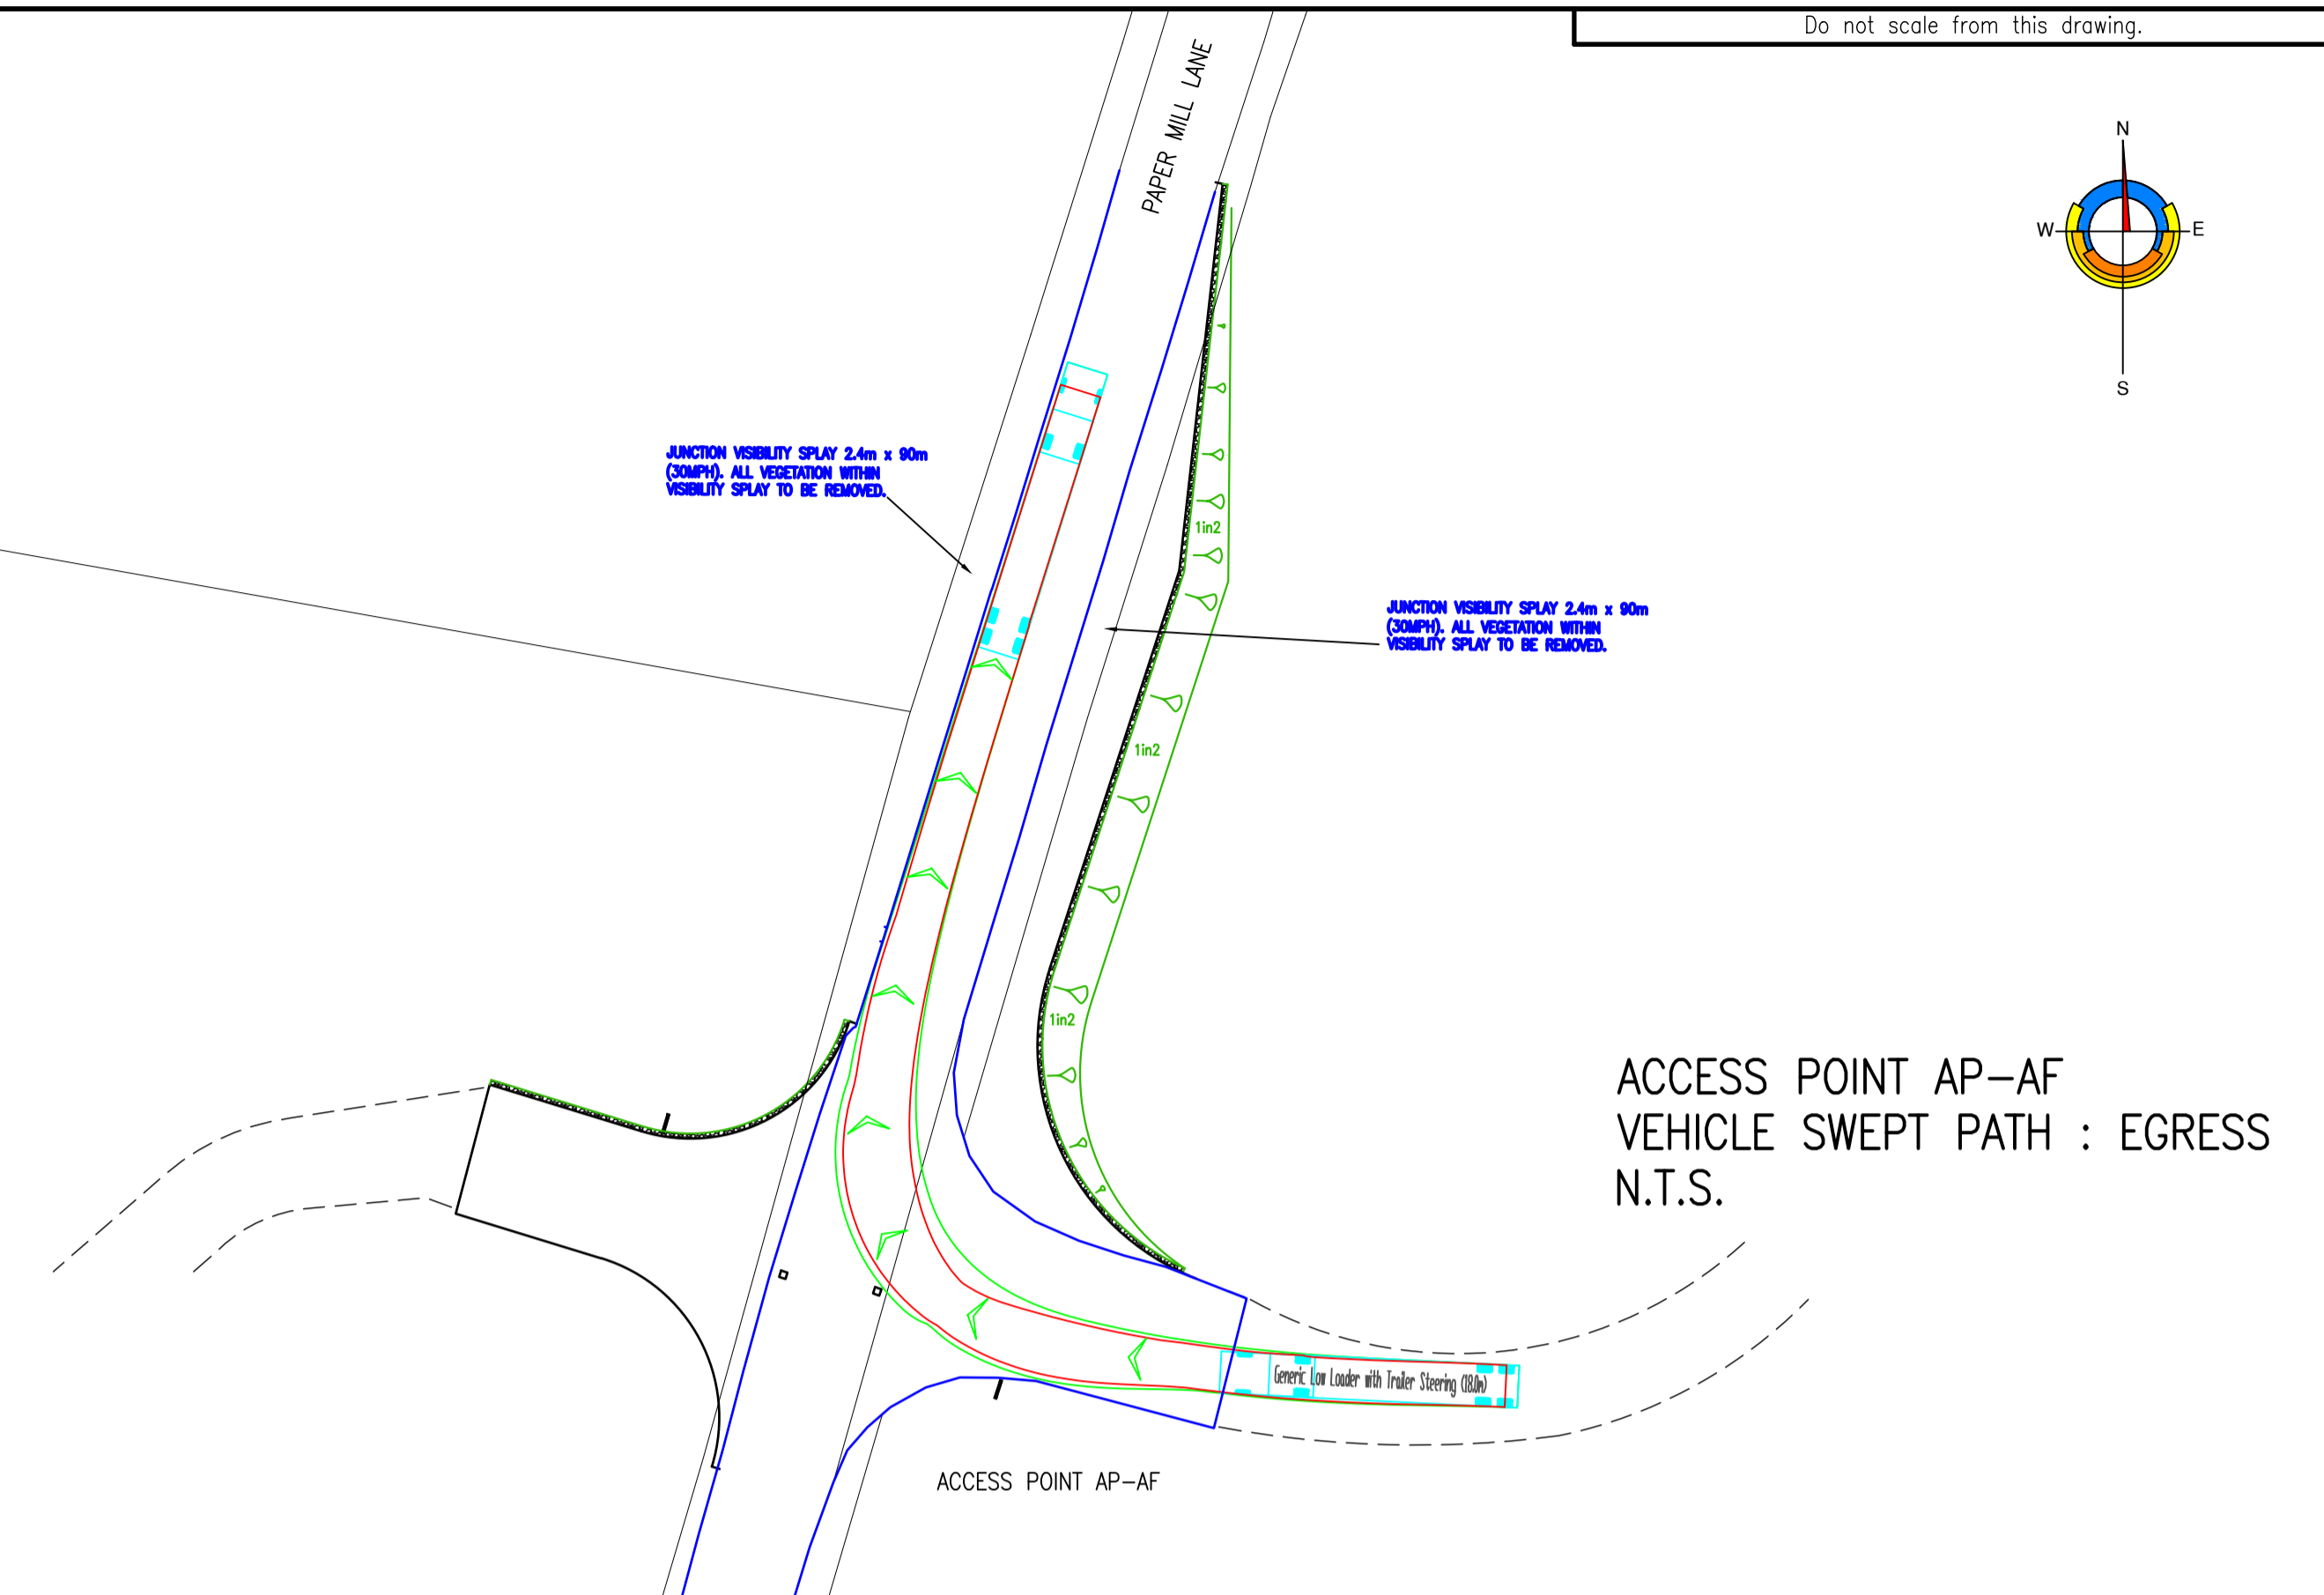 Do not scale from this drawing.
PAPER MILL LANE
N
W
E
S
JUNCTION VISIBILITY SPLAY 2.4m x 90m
(30MPH). ALL VEGETATION WITHIN
VISIBILITY SPLAY TO BE REMOVED.
1in2
JUNCTION VISIBILITY SPLAY 2.4m x 90m
(30MPH). ALL VEGETATION WITHIN
VISIBILITY SPLAY TO BE REMOVED.
1in2
1in2
ACCESS POINT AP-AF
VEHICLE SWEPT PATH : EGRESS
N.T.S.
Generic Low Loader with Trailer Steering (18.0m)
ACCESS POINT AP-AF